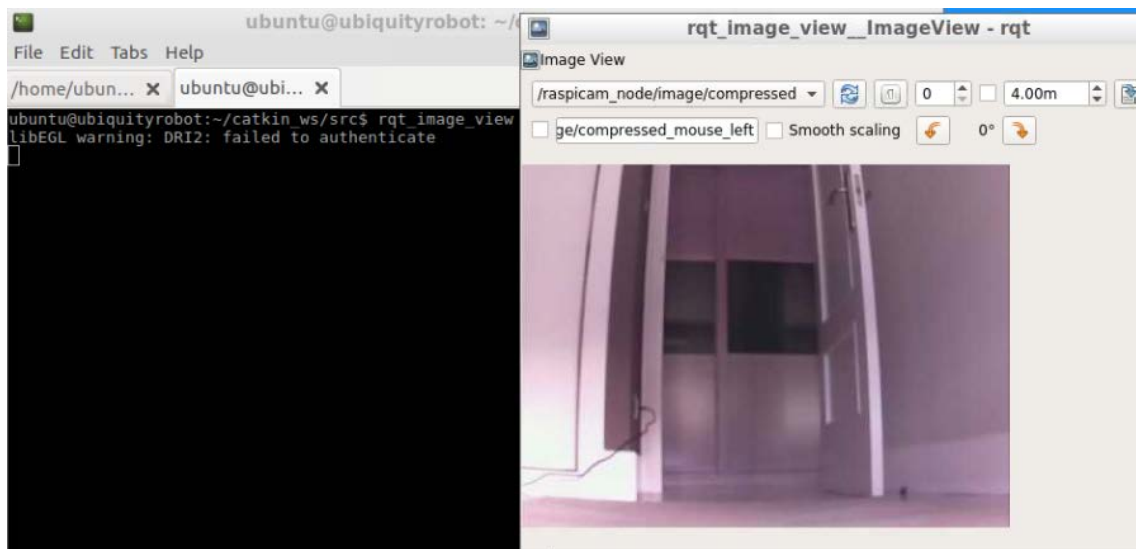 ubuntu@ubiquityrobot: ~/
File Edit Tabs Help
/home/ubun... ubuntu@ubi...
ubuntu@ubiquityrobot:~/catkin_ws/src$ rqt_image_view
libEGL warning: DRI2: failed to authenticate
rqt_image_view__ImageView - rqt
Image View
/raspicam_node/image/compressed 0 4.00m
ge/compressed_mouse_left Smooth scaling 0°